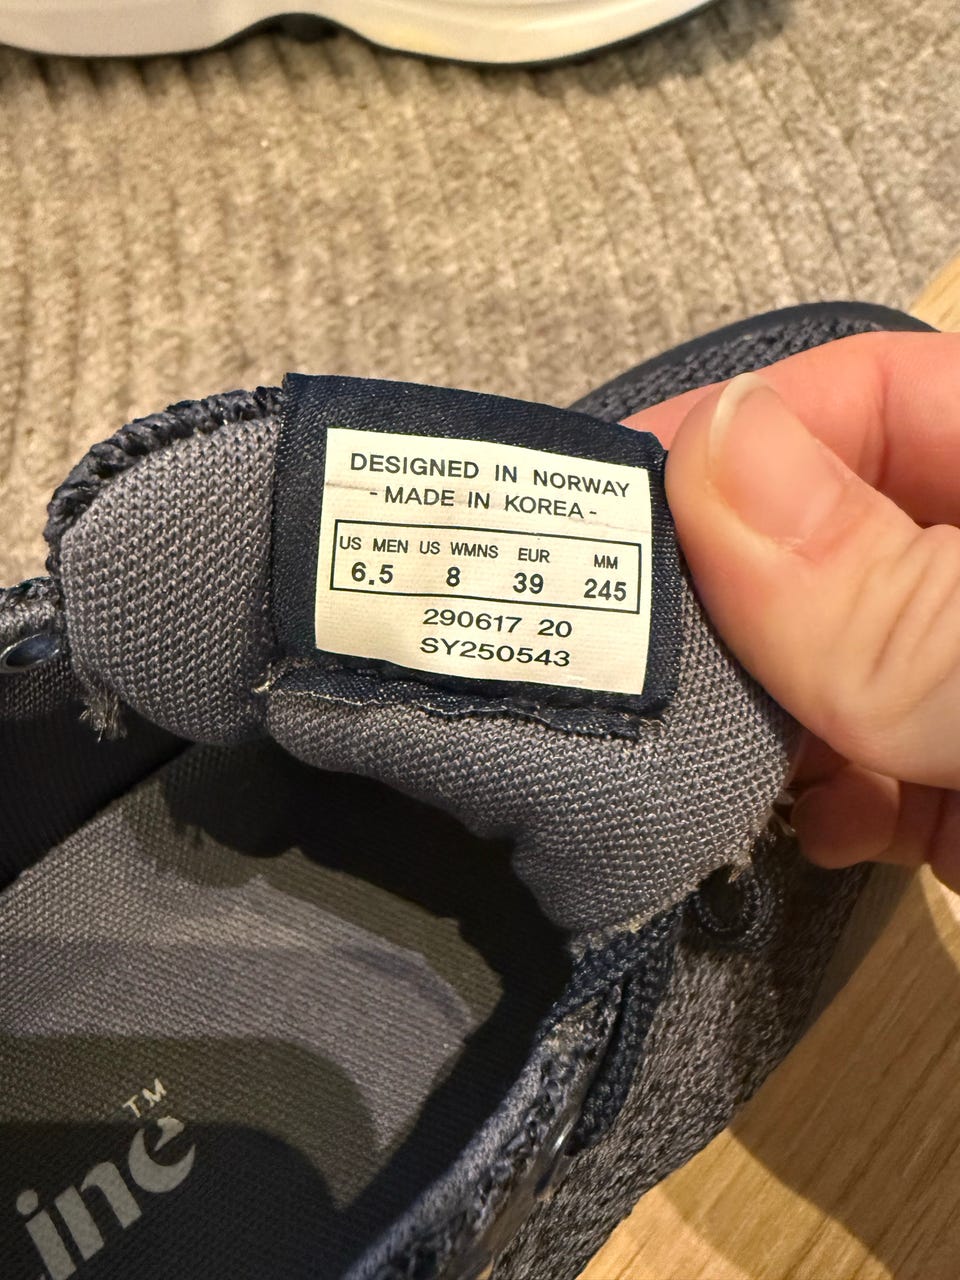 DESIGNED IN NORWAY
- MADE IN KOREA -
US MEN US WMNS EUR MM
6.5 8 39 245
290617 20
SY250543
ine™